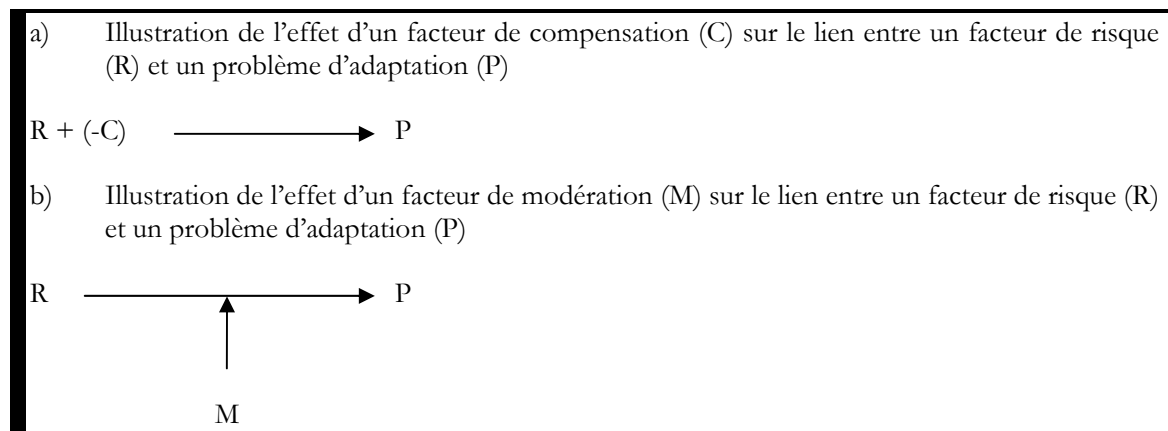 a) Illustration de l’effet d’un facteur de compensation (C) sur le lien entre un facteur de risque
(R) et un problème d’adaptation (P)
R + (-C) P
b) Illustration de l’effet d’un facteur de modération (M) sur le lien entre un facteur de risque (R)
et un problème d’adaptation (P)
R P
M